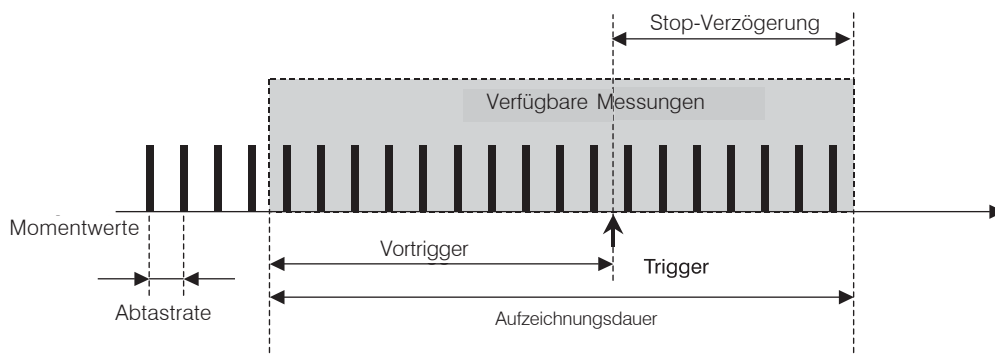 Stop-Verzögerung
Verfügbare Messungen
Momentwerte
Vortrigger
Trigger
Abtastrate
Aufzeichnungsdauer